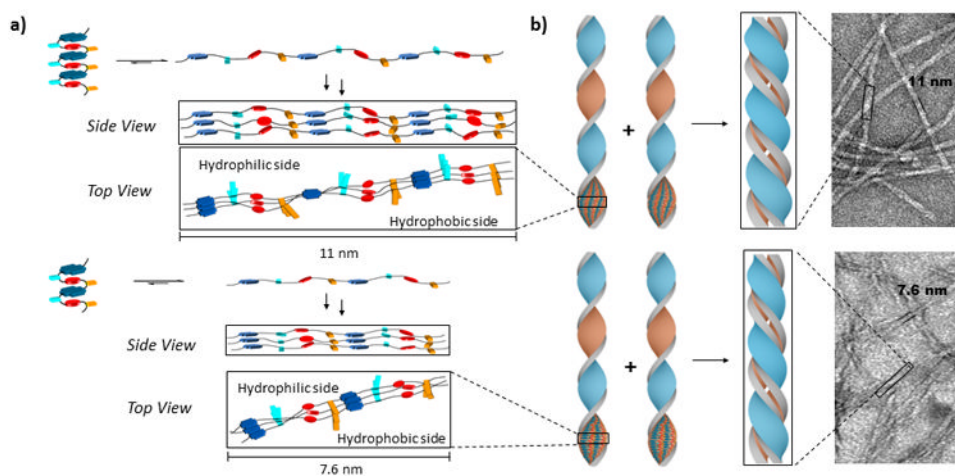 a)
b)
Side View
Top View
Hydrophilic side
Hydrophobic side
11 nm
11 nm
Side View
Top View
Hydrophilic side
Hydrophobic side
7.6 nm
7.6 nm
+
+